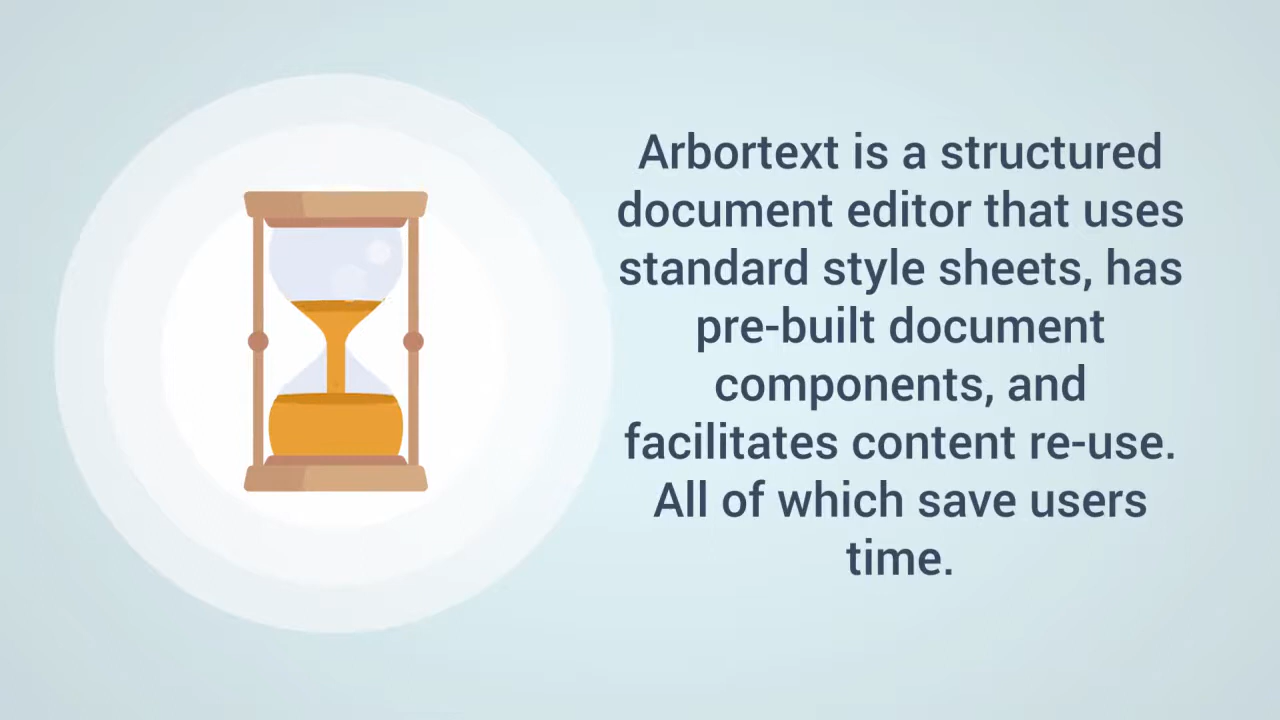 Arbortext is a structured
document editor that uses
standard style sheets, has
pre-built document
components, and
facilitates content re-use.
All of which save users
time.